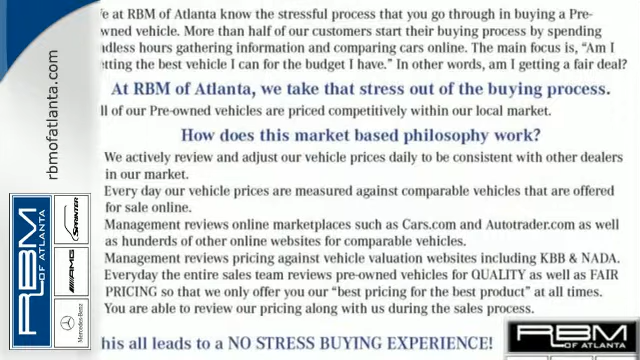 e at RBM of Atlanta know the stressful process that you go through in buying a Pre-
wned vehicle. More than half of our customers start their buying process by spending
ndless hours gathering information and comparing cars online. The main focus is, “Am I
tting the best vehicle I can for the budget I have.” In other words, am I getting a fair deal?
At RBM of Atlanta, we take that stress out of the buying process.
ll of our Pre-owned vehicles are priced competitively within our local market.
How does this market based philosophy work?
We actively review and adjust our vehicle prices daily to be consistent with other dealers
in our market.
Every day our vehicle prices are measured against comparable vehicles that are offered
for sale online.
Management reviews online marketplaces such as Cars.com and Autotrader.com as well
as hunderds of other online websites for comparable vehicles.
Management reviews pricing against vehicle valuation websites including KBB & NADA.
Everyday the entire sales team reviews pre-owned vehicles for QUALITY as well as FAIR
PRICING so that we only offer you our “best pricing for the best product” at all times.
You are able to review our pricing along with us during the sales process.
his all leads to a NO STRESS BUYING EXPERIENCE!
rbmofatlanta.com
RBM
OF ATLANTA
SPRINTER
AMG
Mercedes-Benz
RBM
OF ATLANTA